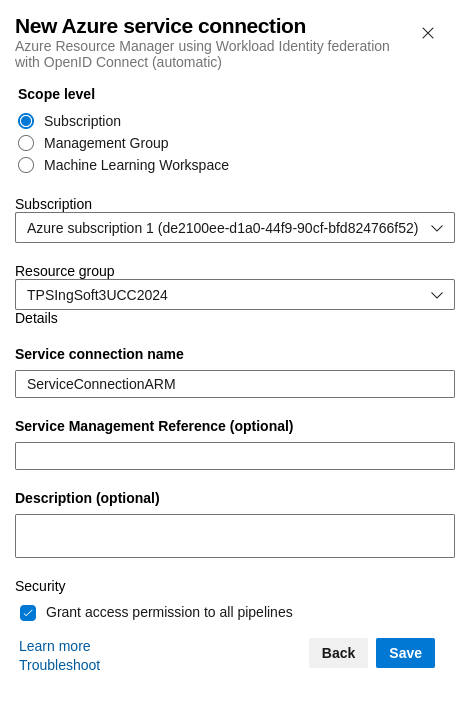 New Azure service connection
Azure Resource Manager using Workload Identity federation
with OpenID Connect (automatic)
Scope level
Subscription
Management Group
Machine Learning Workspace
Subscription
Azure subscription 1 (de2100ee-d1a0-44f9-90cf-bfd824766f52)
Resource group
TPSIngSoft3UCC2024
Details
Service connection name
ServiceConnectionARM
Service Management Reference (optional)
Description (optional)
Security
Grant access permission to all pipelines
Learn more
Troubleshoot
Back
Save